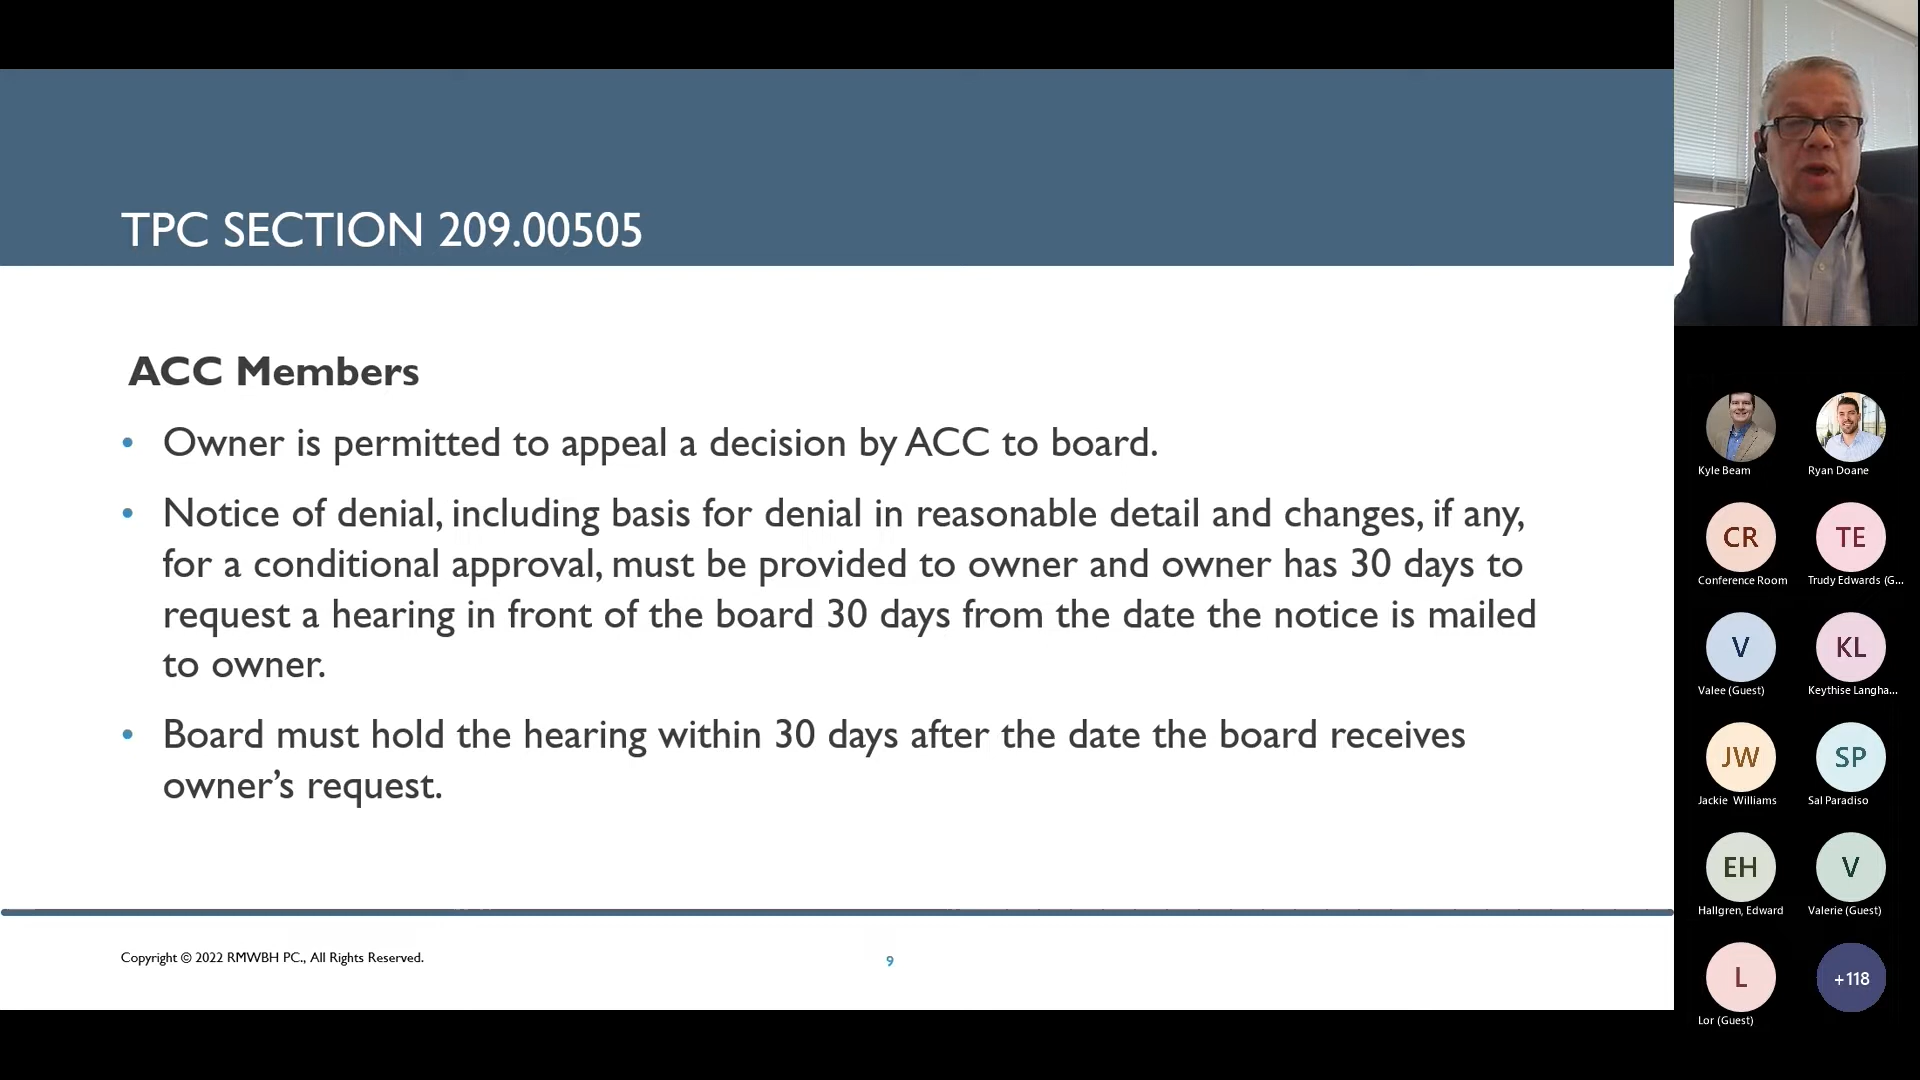 TPC SECTION 209.00505
ACC Members
• Owner is permitted to appeal a decision by ACC to board.
• Notice of denial, including basis for denial in reasonable detail and changes, if any,
for a conditional approval, must be provided to owner and owner has 30 days to
request a hearing in front of the board 30 days from the date the notice is mailed
to owner.
• Board must hold the hearing within 30 days after the date the board receives
owner’s request.
Copyright © 2022 RMWBH PC., All Rights Reserved.
9
Kyle Beam
Ryan Doane
CR
TE
Conference Room
Trudy Edwards (G...
V
KL
Valee (Guest)
Keythise Langha...
JW
SP
Jackie Williams
Sal Paradiso
EH
V
Hallgren, Edward
Valerie (Guest)
L
+118
Lor (Guest)